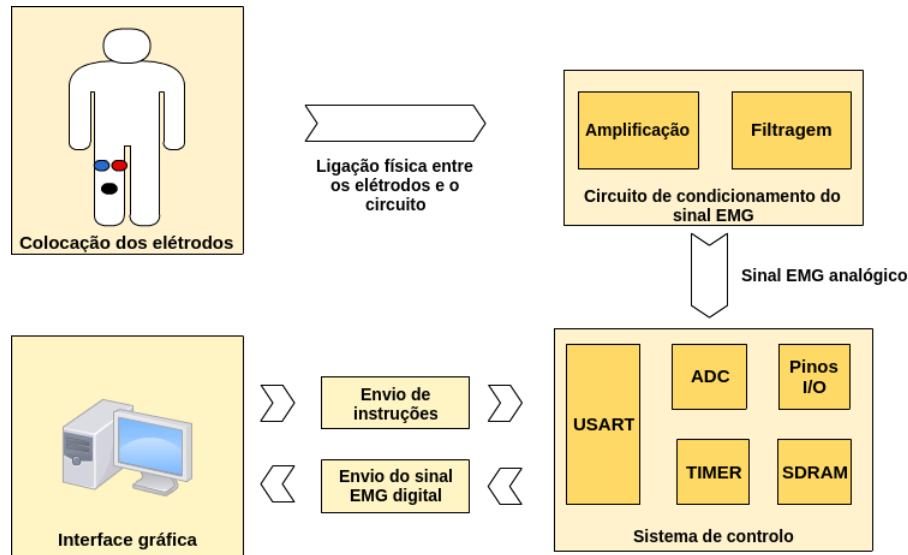 Colocação dos elétrodos
Ligação física entre
os elétrodos e o
circuito
Amplificação
Filtragem
Circuito de condicionamento do
sinal EMG
Sinal EMG analógico
Interface gráfica
Envio de
instruções
Envio do sinal
EMG digital
USART
ADC
Pinos
I/O
TIMER
SDRAM
Sistema de controlo